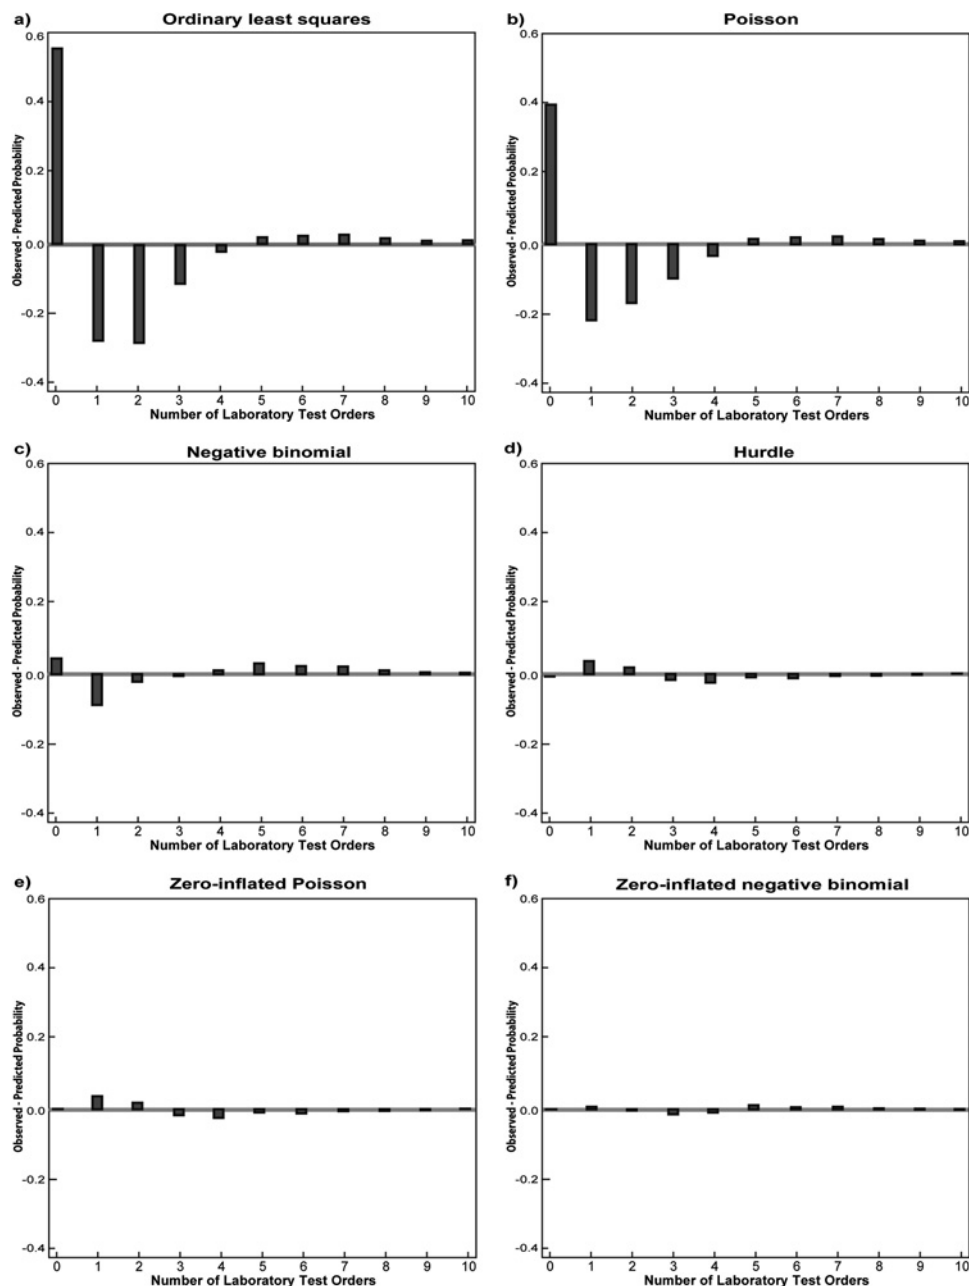 a) Ordinary least squares
0.6
0.4
0.2
0.0
-0.2
-0.4
Observed - Predicted Probability
0 1 2 3 4 5 6 7 8 9 10
Number of Laboratory Test Orders
b) Poisson
0.6
0.4
0.2
0.0
-0.2
-0.4
Observed - Predicted Probability
0 1 2 3 4 5 6 7 8 9 10
Number of Laboratory Test Orders
c) Negative binomial
0.6
0.4
0.2
0.0
-0.2
-0.4
Observed - Predicted Probability
0 1 2 3 4 5 6 7 8 9 10
Number of Laboratory Test Orders
d) Hurdle
0.6
0.4
0.2
0.0
-0.2
-0.4
Observed - Predicted Probability
0 1 2 3 4 5 6 7 8 9 10
Number of Laboratory Test Orders
e) Zero-inflated Poisson
0.6
0.4
0.2
0.0
-0.2
-0.4
Observed - Predicted Probability
0 1 2 3 4 5 6 7 8 9 10
Number of Laboratory Test Orders
f) Zero-inflated negative binomial
0.6
0.4
0.2
0.0
-0.2
-0.4
Observed - Predicted Probability
0 1 2 3 4 5 6 7 8 9 10
Number of Laboratory Test Orders